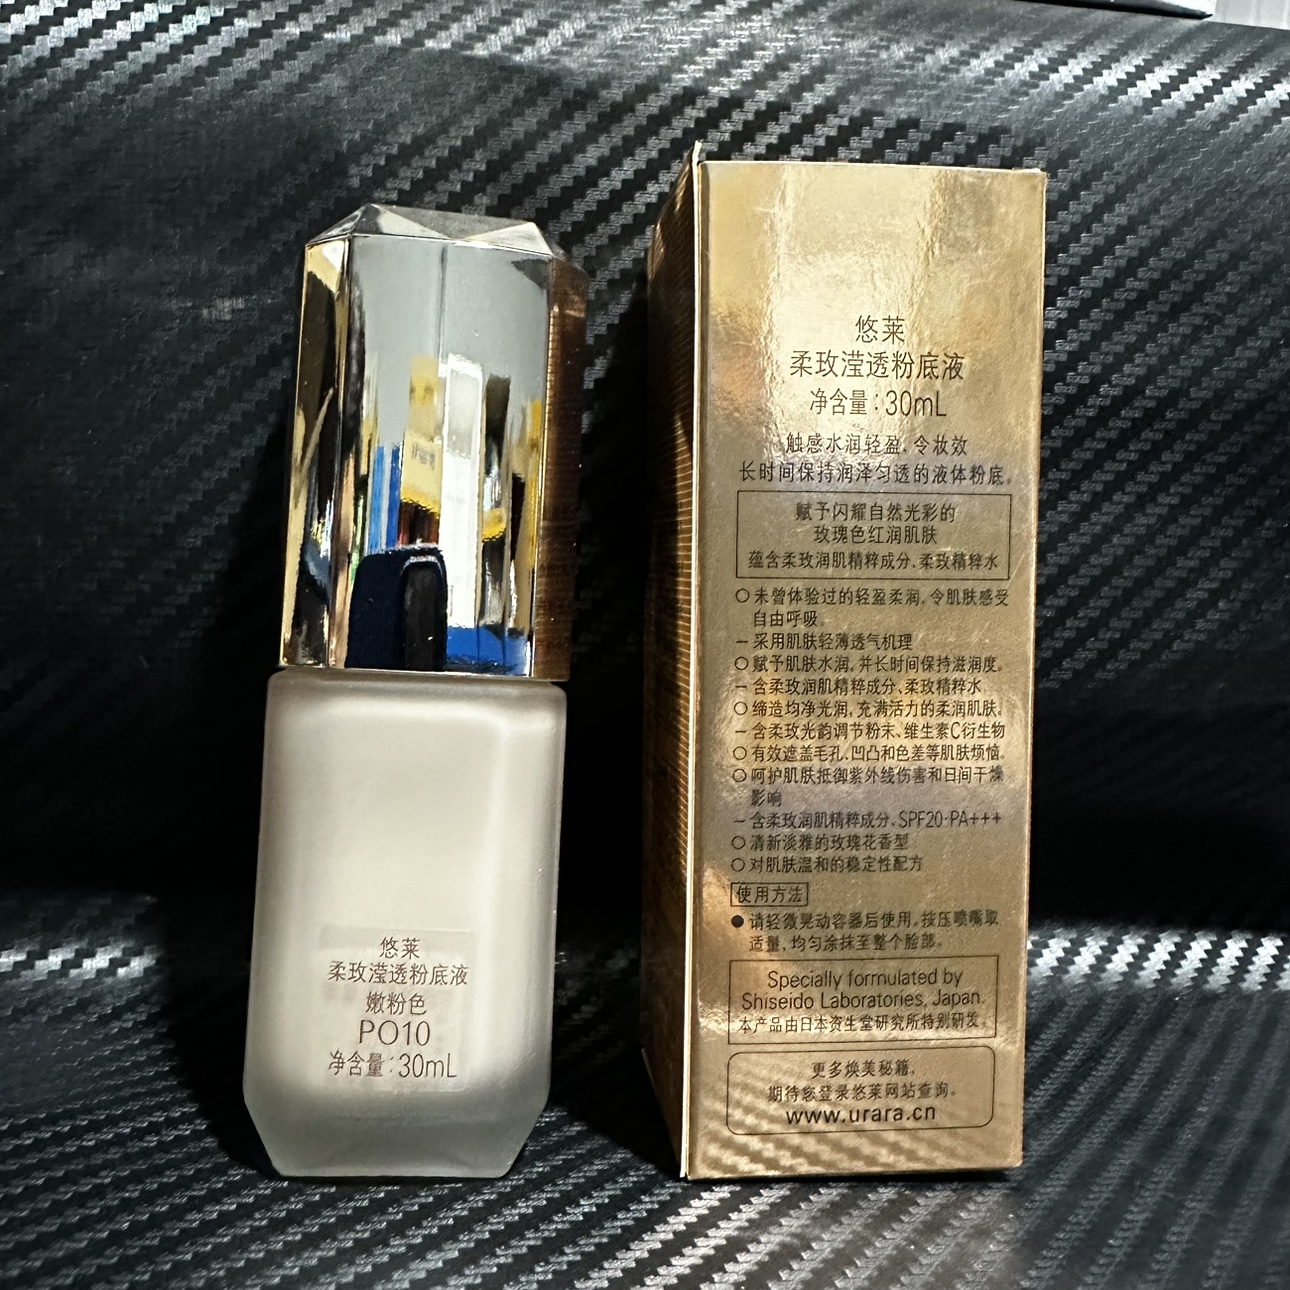 悠莱
柔玫滢透粉底液
嫩粉色
PO10
净含量:30mL
悠莱
柔玫滢透粉底液
净含量:30mL
触感水润轻盈,令妆效
长时间保持润泽匀透的液体粉底。
赋予闪耀自然光彩的
玫瑰色红润肌肤
蕴含柔玫润肌精粹成分、柔玫精粹水
○未曾体验过的轻盈柔润,令肌肤感受
自由呼吸。
—采用肌肤轻薄透气机理
○赋予肌肤水润,并长时间保持滋润度。
—含柔玫润肌精粹成分、柔玫精粹水
○缔造均净光润,充满活力的柔润肌肤。
—含柔玫光韵调节粉末、维生素C衍生物
○有效遮盖毛孔、凹凸和色差等肌肤烦恼。
○呵护肌肤抵御紫外线伤害和日间干燥
影响
—含柔玫润肌精粹成分、SPF20·PA+++
○清新淡雅的玫瑰花香型
○对肌肤温和的稳定性配方
使用方法
●请轻微晃动容器后使用,按压喷嘴取
适量,均匀涂抹至整个脸部。
Specially formulated by
Shiseido Laboratories, Japan.
本产品由日本资生堂研究所特别研发。
更多焕美秘籍,
期待您登录悠莱网站查询。
www.urara.cn